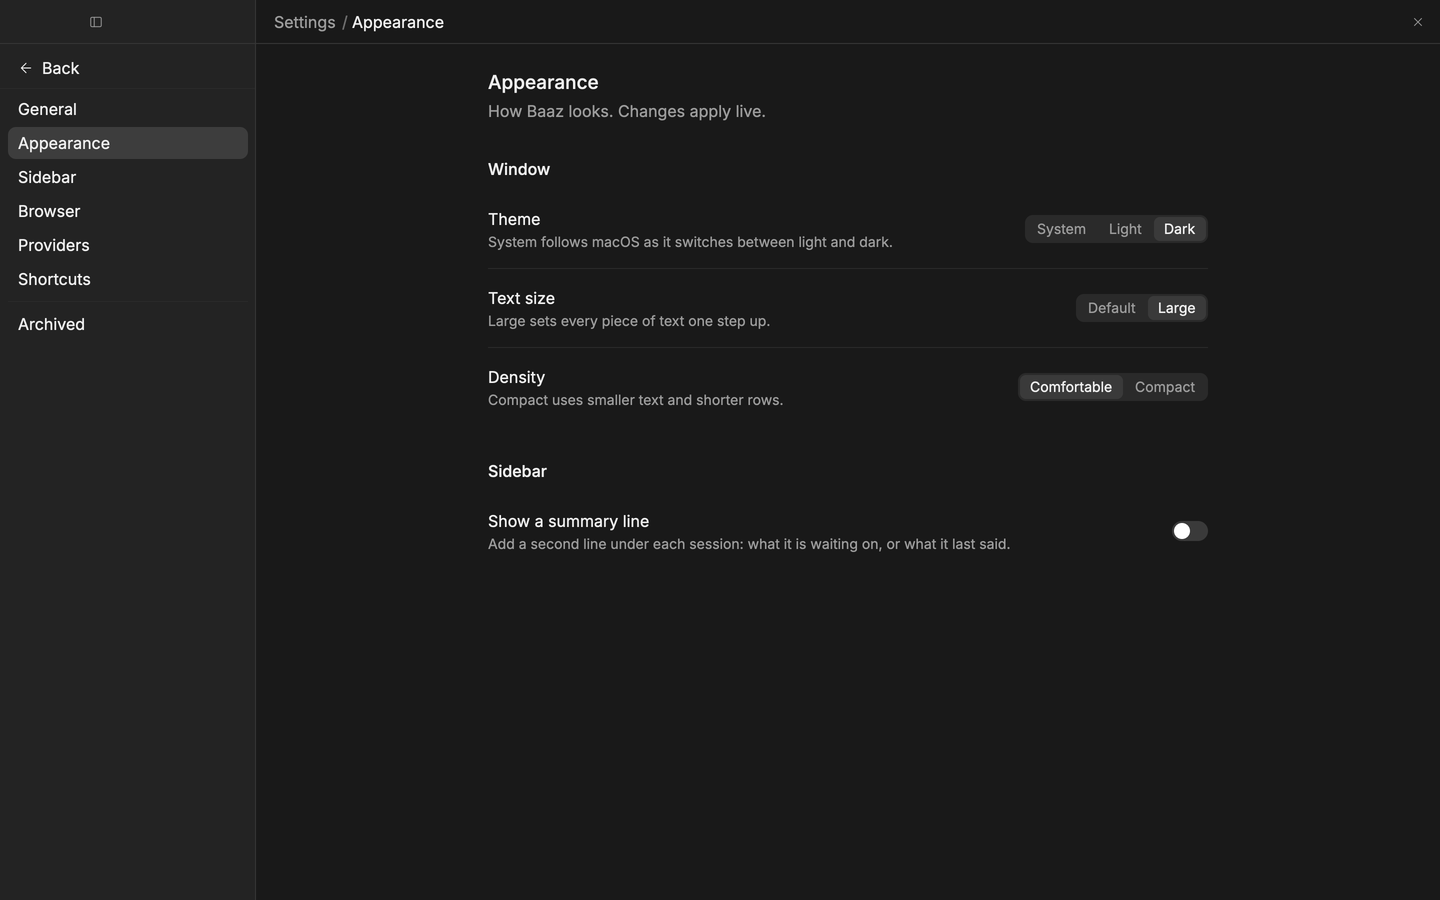 Settings / Appearance
Back
General
Appearance
Sidebar
Browser
Providers
Shortcuts
Archived
Appearance
How Baaz looks. Changes apply live.
Window
Theme
System follows macOS as it switches between light and dark.
System Light Dark
Text size
Large sets every piece of text one step up.
Default Large
Density
Compact uses smaller text and shorter rows.
Comfortable Compact
Sidebar
Show a summary line
Add a second line under each session: what it is waiting on, or what it last said.